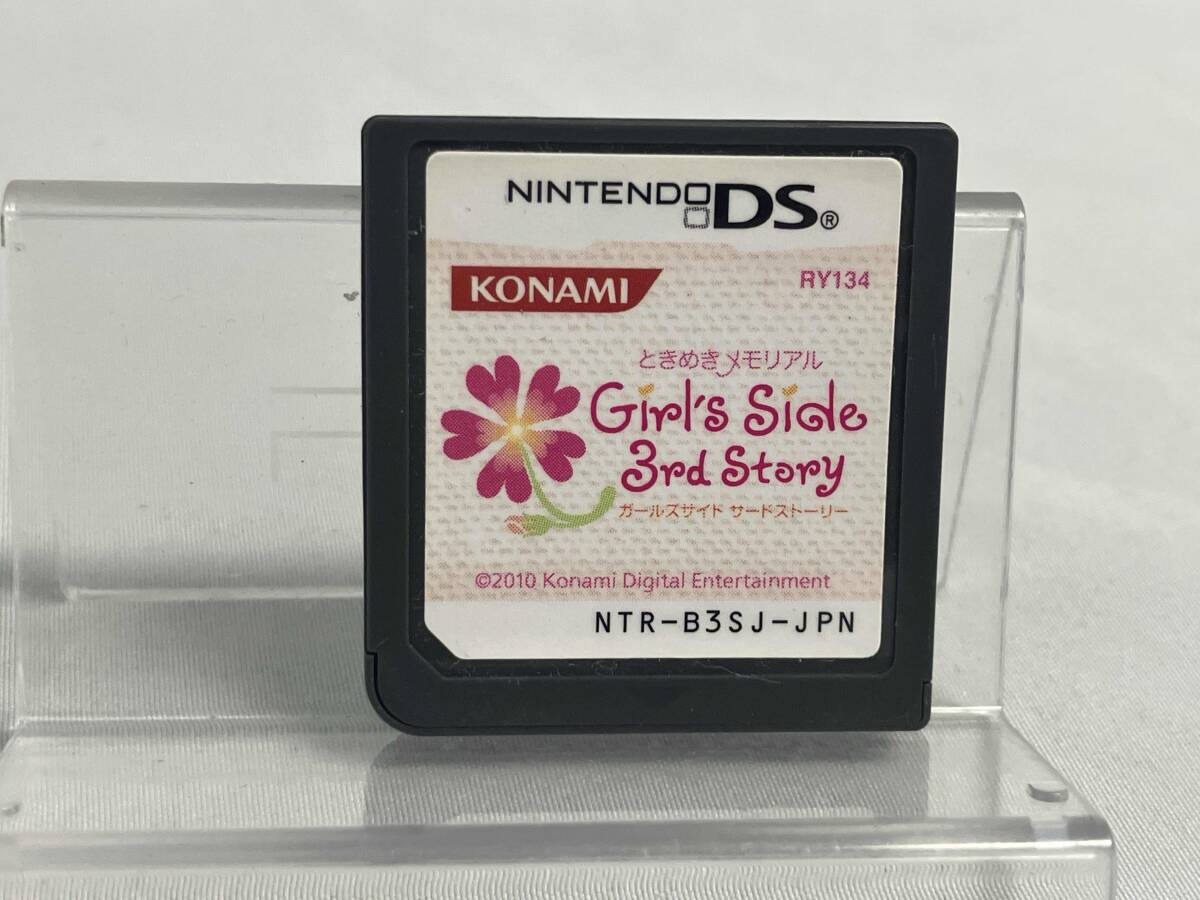 NINTENDO DS®
KONAMI
RY134
ときめきメモリアル
Girl's Side
3rd Story
ガールズサイド サードストーリー
©2010 Konami Digital Entertainment
NTR-B3SJ-JPN